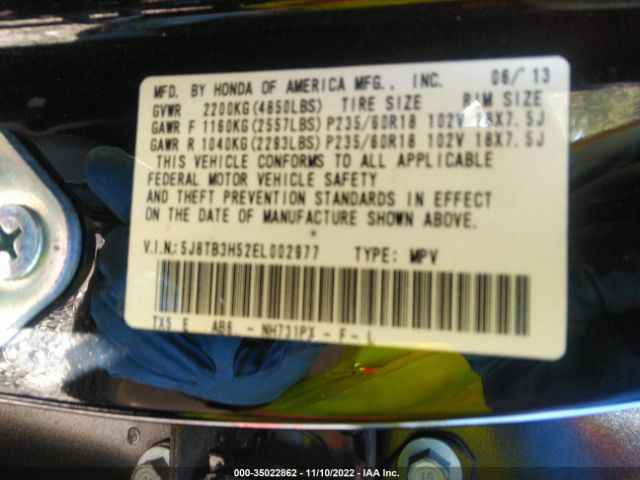 MFD. BY HONDA OF AMERICA MFG., INC. 06/'13
GVWR 2200KG(4850LBS) TIRE SIZE RIM SIZE
GAWR F 1160KG(2557LBS) P235/60R18 102V 18X7.5J
GAWR R 1040KG(2293LBS) P235/60R18 102V 18X7.5J
THIS VEHICLE CONFORMS TO ALL APPLICABLE
FEDERAL MOTOR VEHICLE SAFETY
AND THEFT PREVENTION STANDARDS IN EFFECT
ON THE DATE OF MANUFACTURE SHOWN ABOVE.
V.I.N.:5J8TB3H52EL002977 TYPE: MPV
TX5 E AB6 - NH731PX - F -
000-35022862 - 11/10/2022 - IAA Inc.